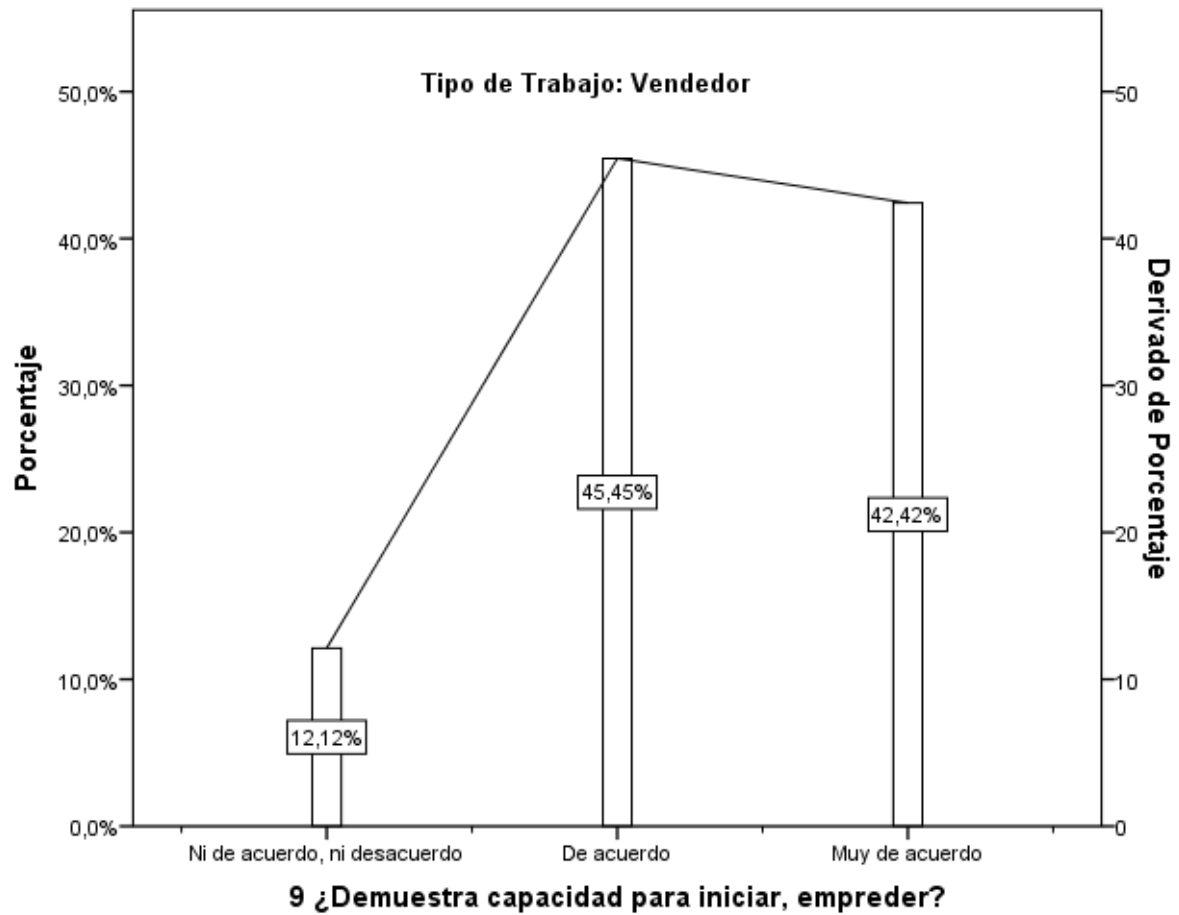 Tipo de Trabajo: Vendedor
50,0%
40,0%
30,0%
20,0%
10,0%
0,0%
Porcentaje
50
40
30
20
10
0
Derivado de Porcentaje
12,12%
45,45%
42,42%
Ni de acuerdo, ni desacuerdo
De acuerdo
Muy de acuerdo
9 ¿Demuestra capacidad para iniciar, empreder?